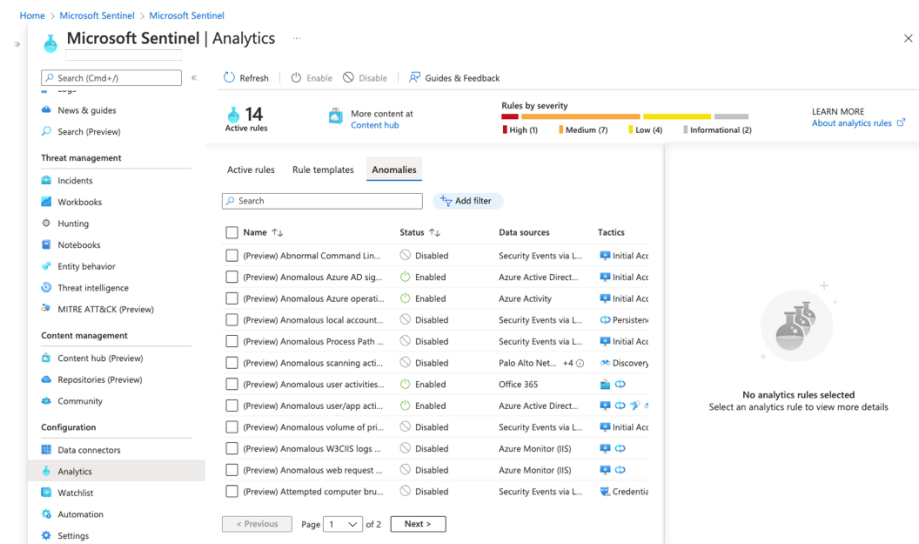 Home > Microsoft Sentinel > Microsoft Sentinel
Microsoft Sentinel | Analytics ...
Search (Cmd+/)
Refresh Enable Disable Guides & Feedback
News & guides
Search (Preview)
Threat management
Incidents
Workbooks
Hunting
Notebooks
Entity behavior
Threat intelligence
MITRE ATT&CK (Preview)
Content management
Content hub (Preview)
Repositories (Preview)
Community
Configuration
Data connectors
Analytics
Watchlist
Automation
Settings
14
Active rules
More content at
Content hub
Rules by severity
High (1) Medium (7) Low (4) Informational (2)
LEARN MORE
About analytics rules
Active rules Rule templates Anomalies
Search Add filter
Name Status Data sources Tactics
(Preview) Abnormal Command Lin... Disabled Security Events via L... Initial Acc
(Preview) Anomalous Azure AD sig... Enabled Azure Active Direct... Initial Acc
(Preview) Anomalous Azure operati... Enabled Azure Activity Initial Acc
(Preview) Anomalous local account... Disabled Security Events via L... Persisten
(Preview) Anomalous Process Path ... Disabled Security Events via L... Initial Acc
(Preview) Anomalous scanning acti... Disabled Palo Alto Net... +4 Discovery
(Preview) Anomalous user activities... Enabled Office 365
(Preview) Anomalous user/app acti... Enabled Azure Active Direct...
(Preview) Anomalous volume of pri... Disabled Security Events via L... Initial Acc
(Preview) Anomalous W3CIIS logs ... Disabled Azure Monitor (IIS)
(Preview) Anomalous web request ... Disabled Azure Monitor (IIS)
(Preview) Attempted computer bru... Disabled Security Events via L... Credentia
< Previous Page 1 of 2 Next >
No analytics rules selected
Select an analytics rule to view more details